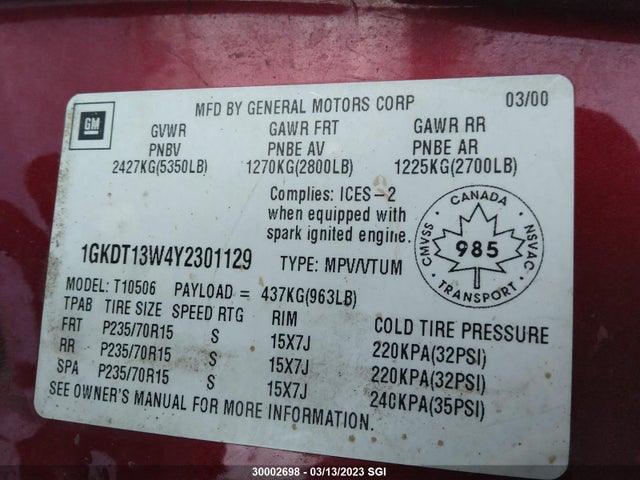 GM
MFD BY GENERAL MOTORS CORP 03/00
GVWR GAWR FRT GAWR RR
PNBV PNBE AV PNBE AR
2427KG(5350LB) 1270KG(2800LB) 1225KG(2700LB)
Complies: ICES-2
when equipped with
spark ignited engine.
CANADA
CMVSS 985 NSVAC
TRANSPORT
1GKDT13W4Y2301129 TYPE: MPV/VTUM
MODEL: T10506 PAYLOAD = 437KG(963LB)
TPAB TIRE SIZE SPEED RTG RIM COLD TIRE PRESSURE
FRT P235/70R15 S 15X7J 220KPA(32PSI)
RR P235/70R15 S 15X7J 220KPA(32PSI)
SPA P235/70R15 S 15X7J 240KPA(35PSI)
SEE OWNER'S MANUAL FOR MORE INFORMATION.
30002698 - 03/13/2023 SGI